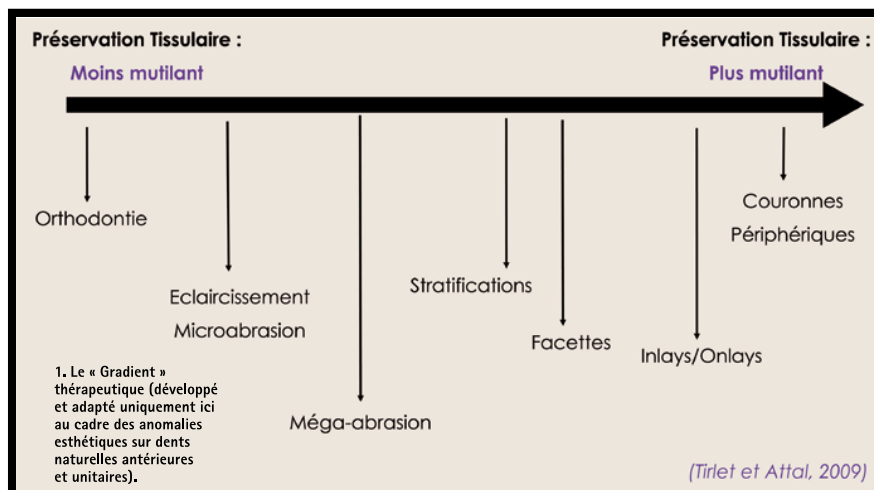 Préservation Tissulaire :
Moins mutilant
Préservation Tissulaire :
Plus mutilant
Orthodontie
Eclaircissement
Microabrasion
Méga-abrasion
Stratifications
Facettes
Inlays/Onlays
Couronnes
Périphériques
1. Le « Gradient »
thérapeutique (développé
et adapté uniquement ici
au cadre des anomalies
esthétiques sur dents
naturelles antérieures
et unitaires).
(Tirlet et Attal, 2009)